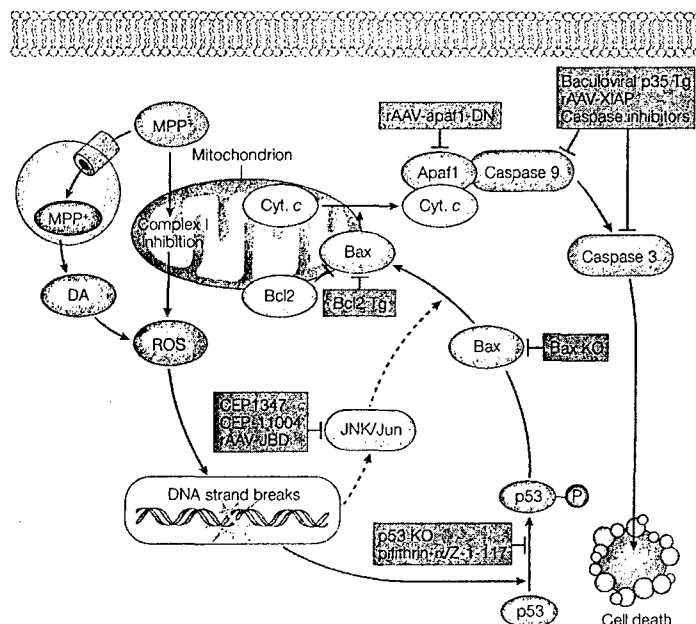 Baculoviral p35 Tg
rAAV-XIAP
Caspase inhibitors
rAAV-apaf1-DN
MPP+
Mitochondrion
Apaf1
Caspase 9
Cyt. c
Cyt. c
MPP+
Complex I
Inhibition
Bax
Caspase 3
DA
Bcl2
Bcl2 Tg
ROS
Bax
Bax KO
CEP1347
CEP-11004
rAAV-JBD
JNK/Jun
DNA strand breaks
p53
P
p53 KO
pifithrin-α/Z-1-117
p53
Cell death